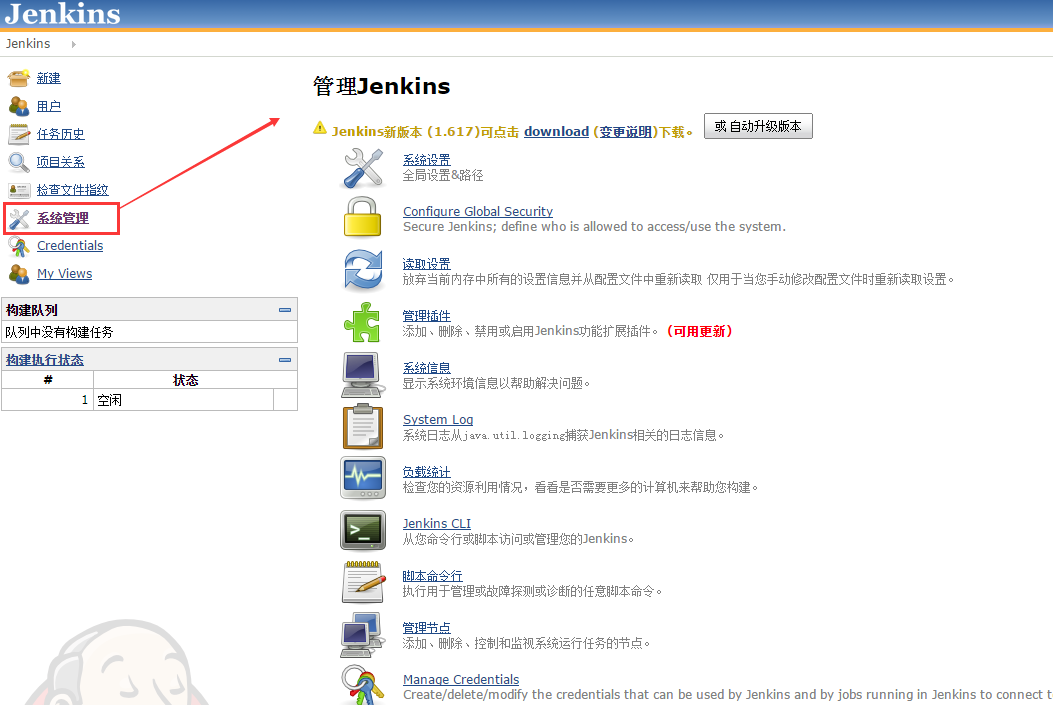 Jenkins
Jenkins
新建
用户
任务历史
项目关系
检查文件指纹
系统管理
Credentials
My Views
构建队列
队列中没有构建任务
构建执行状态
# 状态
1 空闲
管理Jenkins
Jenkins新版本 (1.617)可点击 download (变更说明)下载。 或 自动升级版本
系统设置
全局设置&路径
Configure Global Security
Secure Jenkins; define who is allowed to access/use the system.
读取设置
放弃当前内存中所有的设置信息并从配置文件中重新读取 仅用于当您手动修改配置文件时重新读取设置。
管理插件
添加、删除、禁用或启用Jenkins功能扩展插件。 (可用更新)
系统信息
显示系统环境信息以帮助解决问题。
System Log
系统日志从java.util.logging捕获Jenkins相关的日志信息。
负载统计
检查您的资源利用情况，看看是否需要更多的计算机来帮助您构建。
Jenkins CLI
从您命令行或脚本访问或管理您的Jenkins。
脚本命令行
执行用于管理或故障探测或诊断的任意脚本命令。
管理节点
添加、删除、控制和监视系统运行任务的节点。
Manage Credentials
Create/delete/modify the credentials that can be used by Jenkins and by jobs running in Jenkins to connect t